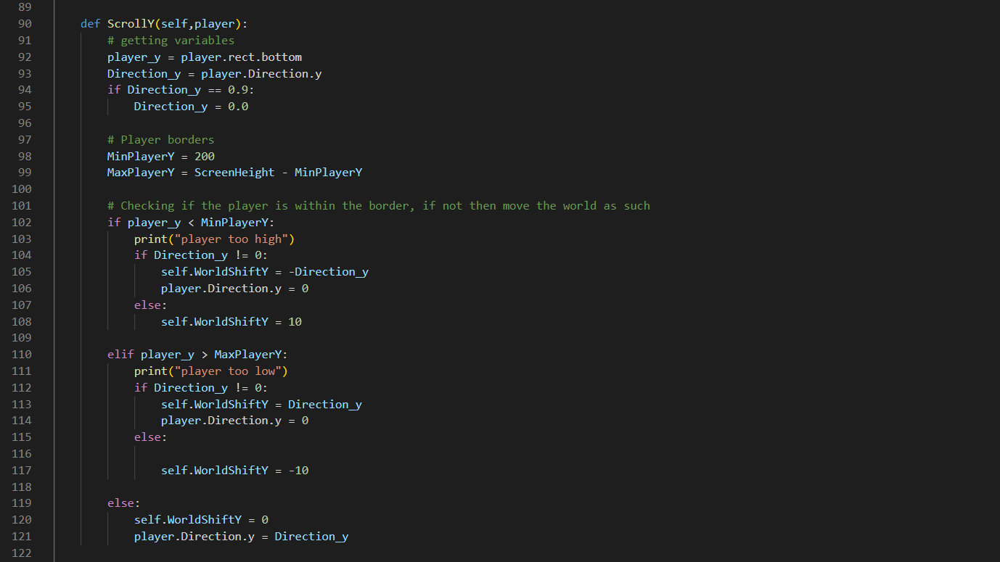 89
90 def ScrollY(self,player):
91 # getting variables
92 player_y = player.rect.bottom
93 Direction_y = player.Direction.y
94 if Direction_y == 0.9:
95 Direction_y = 0.0
96
97 # Player borders
98 MinPlayerY = 200
99 MaxPlayerY = ScreenHeight - MinPlayerY
100
101 # Checking if the player is within the border, if not then move the world as such
102 if player_y < MinPlayerY:
103 print("player too high")
104 if Direction_y != 0:
105 self.WorldShiftY = -Direction_y
106 player.Direction.y = 0
107 else:
108 self.WorldShiftY = 10
109
110 elif player_y > MaxPlayerY:
111 print("player too low")
112 if Direction_y != 0:
113 self.WorldShiftY = Direction_y
114 player.Direction.y = 0
115 else:
116
117 self.WorldShiftY = -10
118
119 else:
120 self.WorldShiftY = 0
121 player.Direction.y = Direction_y
122